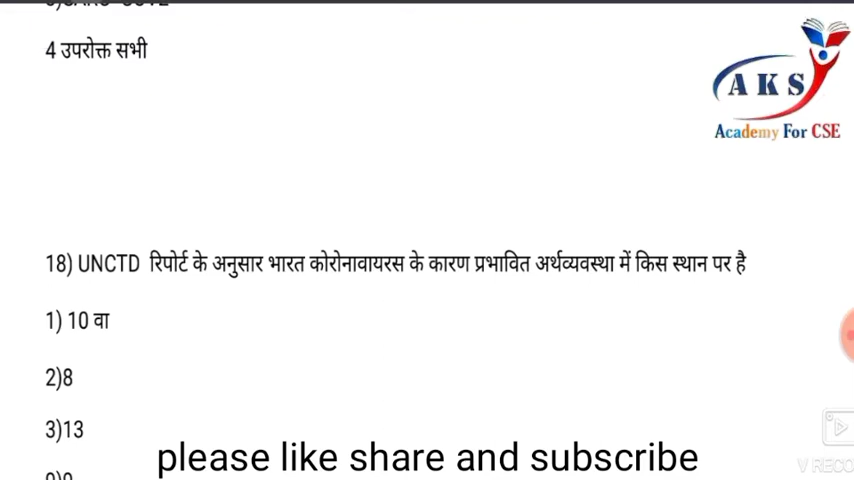 4 उपरोक्त सभी
A K S
Academy For CSE
18) UNCTD रिपोर्ट के अनुसार भारत कोरोनावायरस के कारण प्रभावित अर्थव्यवस्था में किस स्थान पर है
1) 10 वा
2)8
3)13
please like share and subscribe
V RECO